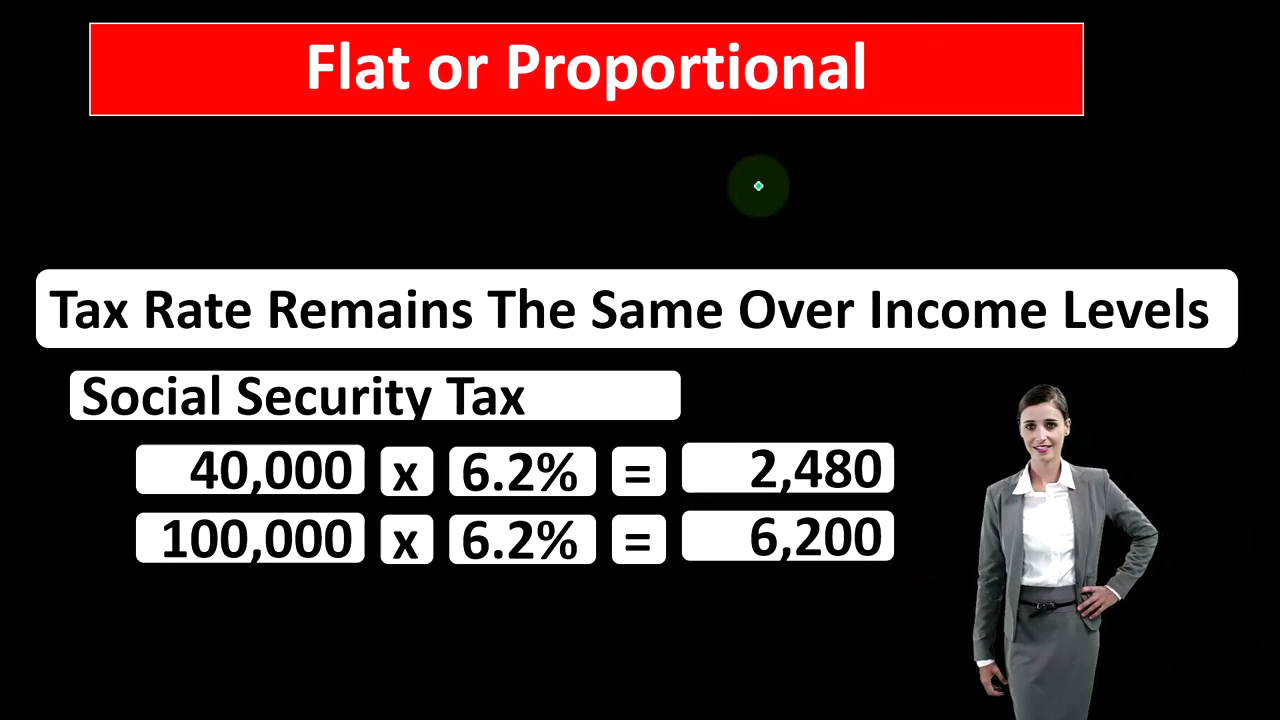 Flat or Proportional
Tax Rate Remains The Same Over Income Levels
Social Security Tax
40,000 x 6.2% = 2,480
100,000 x 6.2% = 6,200